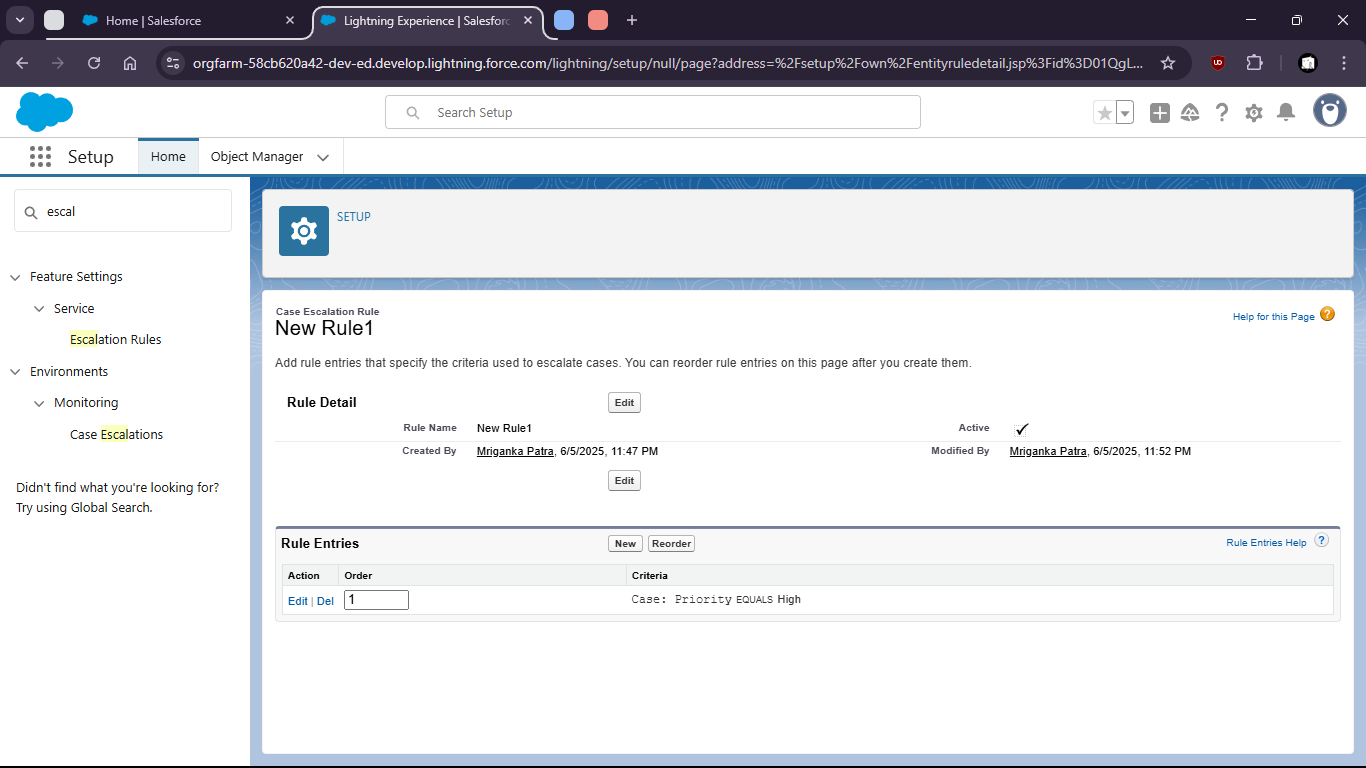 Home | Salesforce
Lightning Experience | Salesforc
orgfarm-58cb620a42-dev-ed.develop.lightning.force.com/lightning/setup/null/page?address=%2Fsetup%2Fown%2Fentityruledetail.jsp%3Fid%3D01QgL...
Search Setup
Setup
Home
Object Manager
escal
Feature Settings
Service
Escalation Rules
Environments
Monitoring
Case Escalations
Didn't find what you're looking for?
Try using Global Search.
SETUP
Case Escalation Rule
New Rule1
Help for this Page ?
Add rule entries that specify the criteria used to escalate cases. You can reorder rule entries on this page after you create them.
Rule Detail Edit
Rule Name New Rule1 Active ✓
Created By Mriganka Patra, 6/5/2025, 11:47 PM Modified By Mriganka Patra, 6/5/2025, 11:52 PM
Edit
Rule Entries New Reorder Rule Entries Help ?
Action Order Criteria
Edit | Del 1 Case: Priority EQUALS High